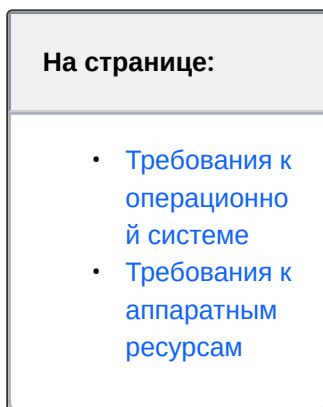 На странице:
• Требования к
операционно
й системе
• Требования к
аппаратным
ресурсам